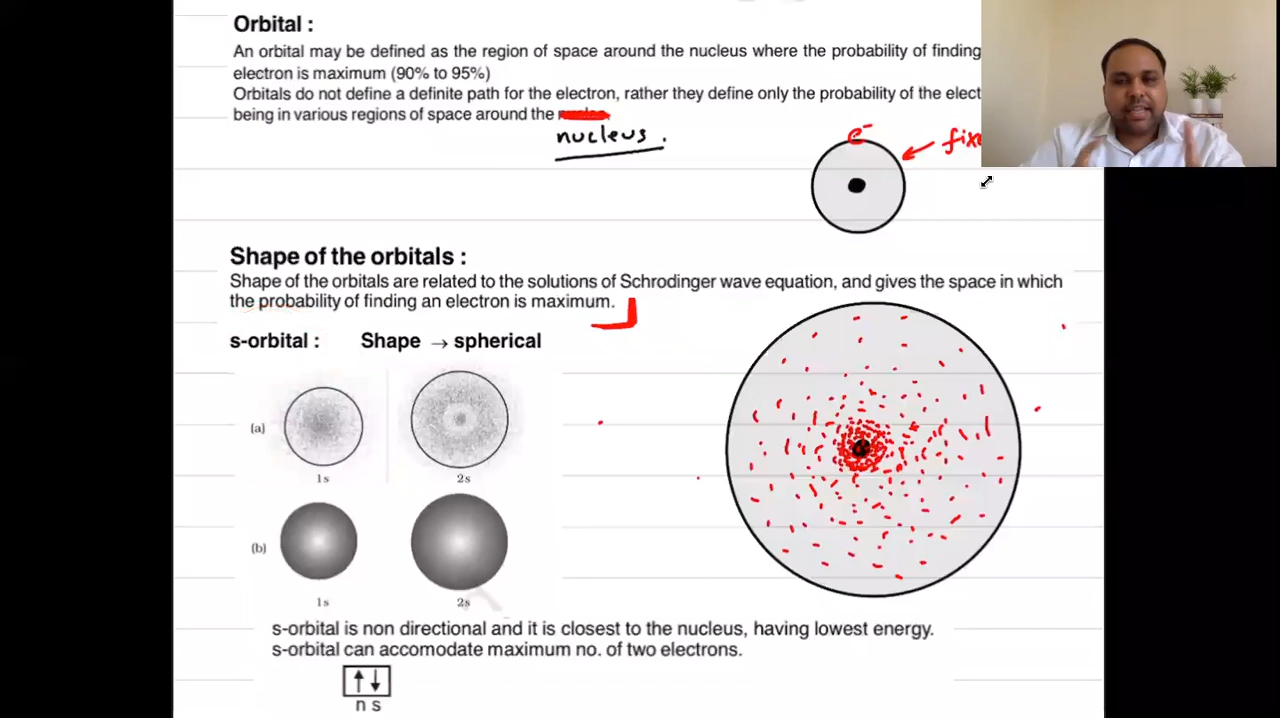 Orbital :
An orbital may be defined as the region of space around the nucleus where the probability of finding
electron is maximum (90% to 95%)
Orbitals do not define a definite path for the electron, rather they define only the probability of the elect
being in various regions of space around the
nucleus.
e-
fixe
Shape of the orbitals :
Shape of the orbitals are related to the solutions of Schrodinger wave equation, and gives the space in which
the probability of finding an electron is maximum.
s-orbital : Shape → spherical
(a)
1s 2s
(b)
1s 2s
s-orbital is non directional and it is closest to the nucleus, having lowest energy.
s-orbital can accomodate maximum no. of two electrons.
↑↓
n s